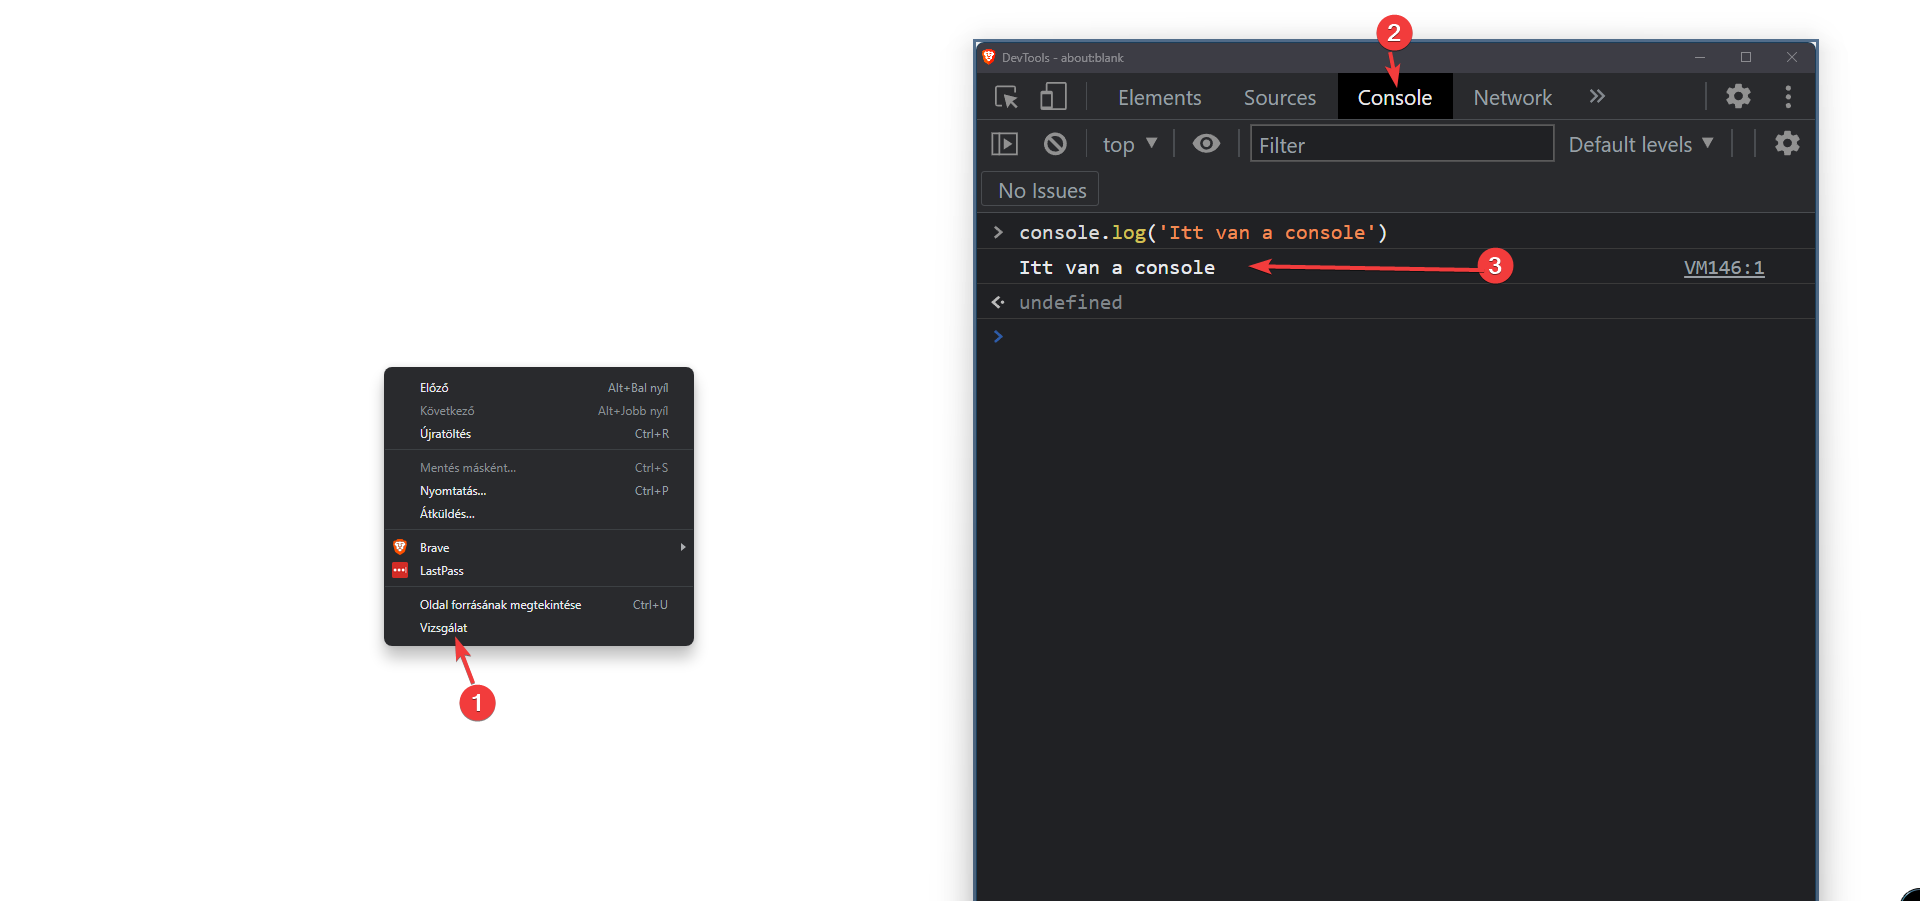 Előző Alt+Bal nyíl
Következő Alt+Jobb nyíl
Újratöltés Ctrl+R
Mentés másként... Ctrl+S
Nyomtatás... Ctrl+P
Átküldés...
Brave
LastPass
Oldal forrásának megtekintése Ctrl+U
Vizsgálat
1
2
DevTools - about:blank
Elements Sources Console Network »
top Filter Default levels
No Issues
> console.log('Itt van a console')
Itt van a console 3 VM146:1
undefined
>